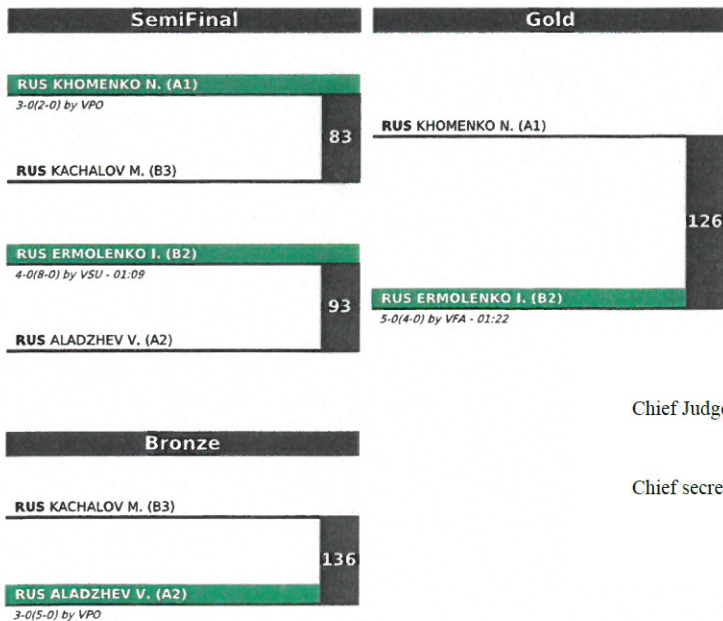 SemiFinal
RUS KHOMENKO N. (A1)
3-0(2-0) by VPO
83
RUS KACHALOV M. (B3)
RUS ERMOLENKO I. (B2)
4-0(8-0) by VSU - 01:09
93
RUS ALADZHEV V. (A2)
Gold
RUS KHOMENKO N. (A1)
126
RUS ERMOLENKO I. (B2)
5-0(4-0) by VFA - 01:22
Chief Judge
Chief secre
Bronze
RUS KACHALOV M. (B3)
136
RUS ALADZHEV V. (A2)
3-0(5-0) by VPO